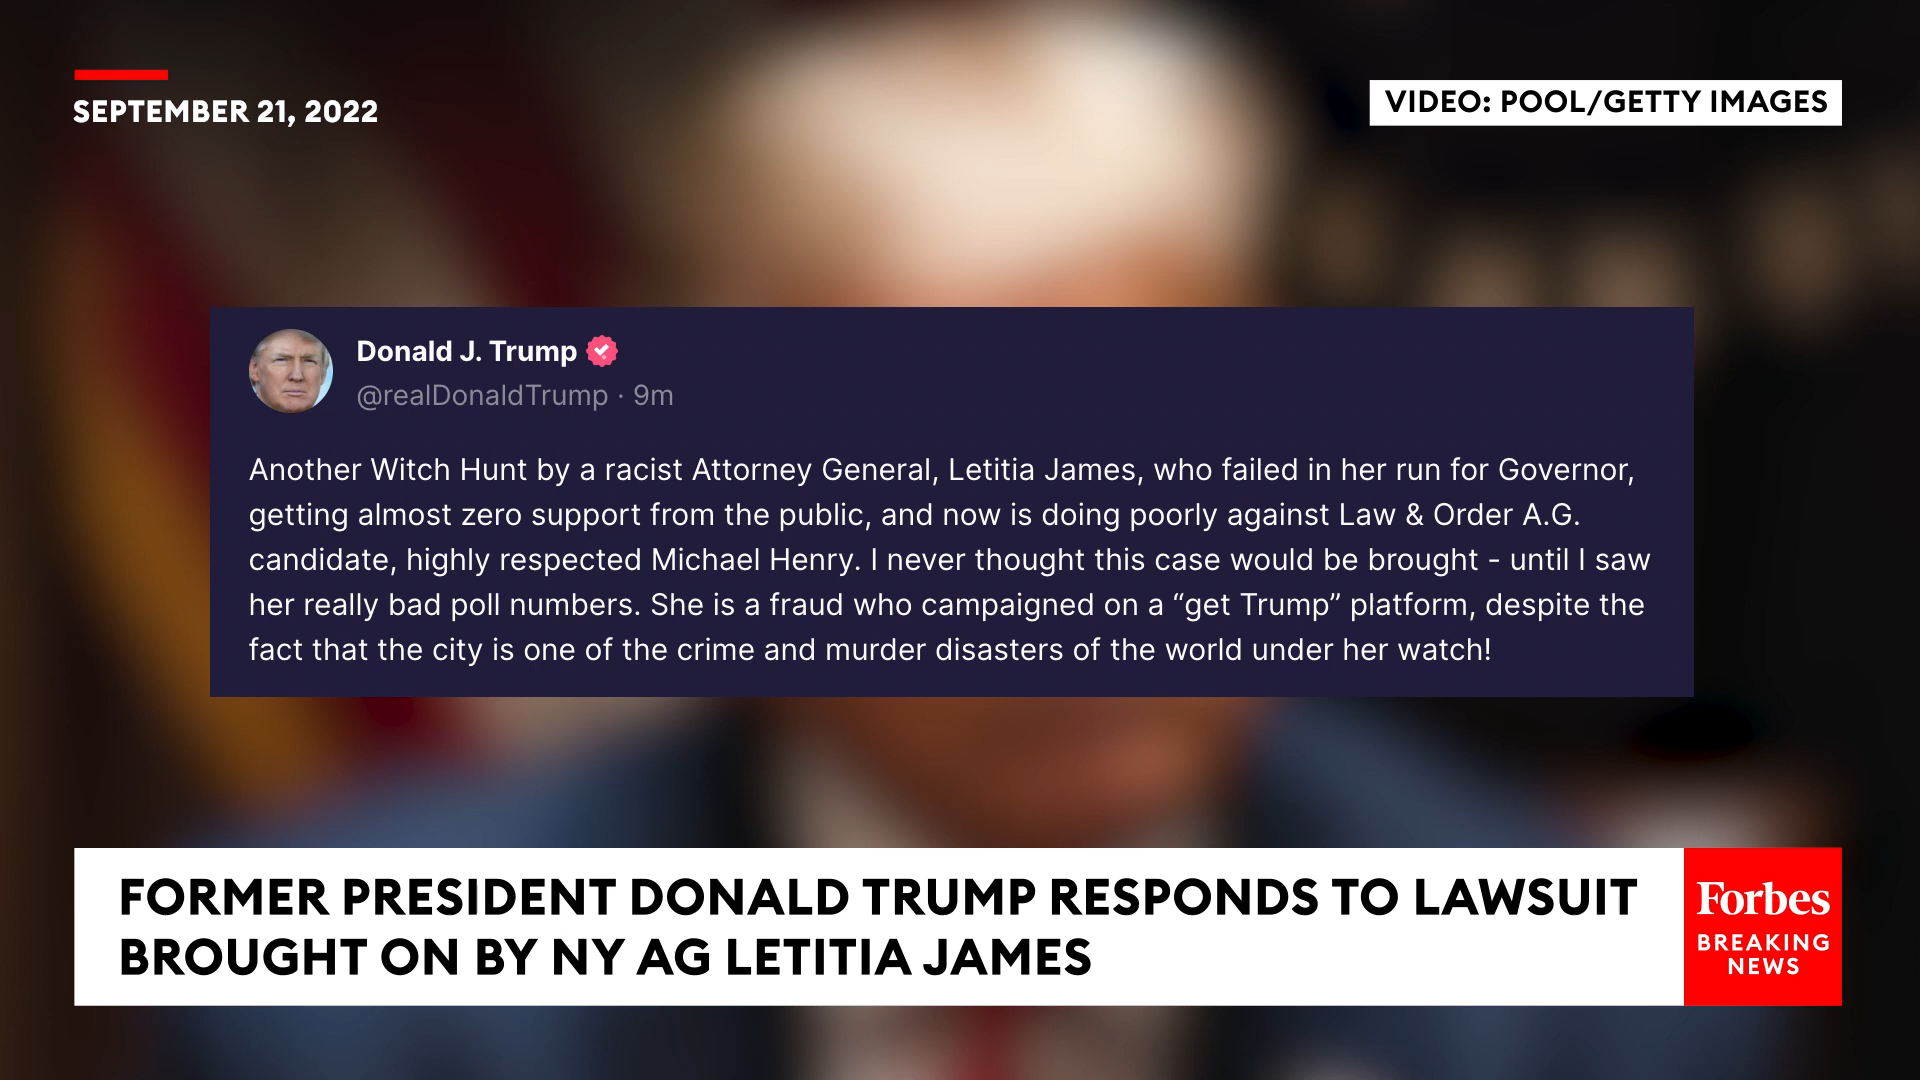 SEPTEMBER 21, 2022
VIDEO: POOL/GETTY IMAGES
Donald J. Trump
@realDonaldTrump · 9m
Another Witch Hunt by a racist Attorney General, Letitia James, who failed in her run for Governor,
getting almost zero support from the public, and now is doing poorly against Law & Order A.G.
candidate, highly respected Michael Henry. I never thought this case would be brought - until I saw
her really bad poll numbers. She is a fraud who campaigned on a “get Trump” platform, despite the
fact that the city is one of the crime and murder disasters of the world under her watch!
FORMER PRESIDENT DONALD TRUMP RESPONDS TO LAWSUIT
BROUGHT ON BY NY AG LETITIA JAMES
Forbes
BREAKING
NEWS